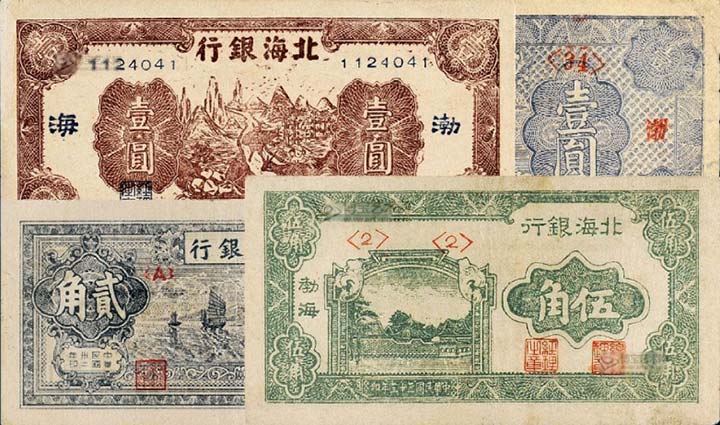 北海銀行
1124041 1124041
海 渤
壹圓 壹圓
壹圓
渤
銀行
貳角
(A)
中華民國
北海銀行
<2> <2>
渤海
伍角
伍角
伍角
伍角
伍角